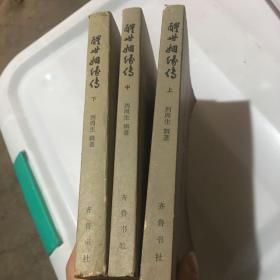 醒世姻缘传
下
西周生 辑著
齐鲁书社
醒世姻缘传
中
西周生 辑著
齐鲁书社
醒世姻缘传
上
西周生 辑著
齐鲁书社